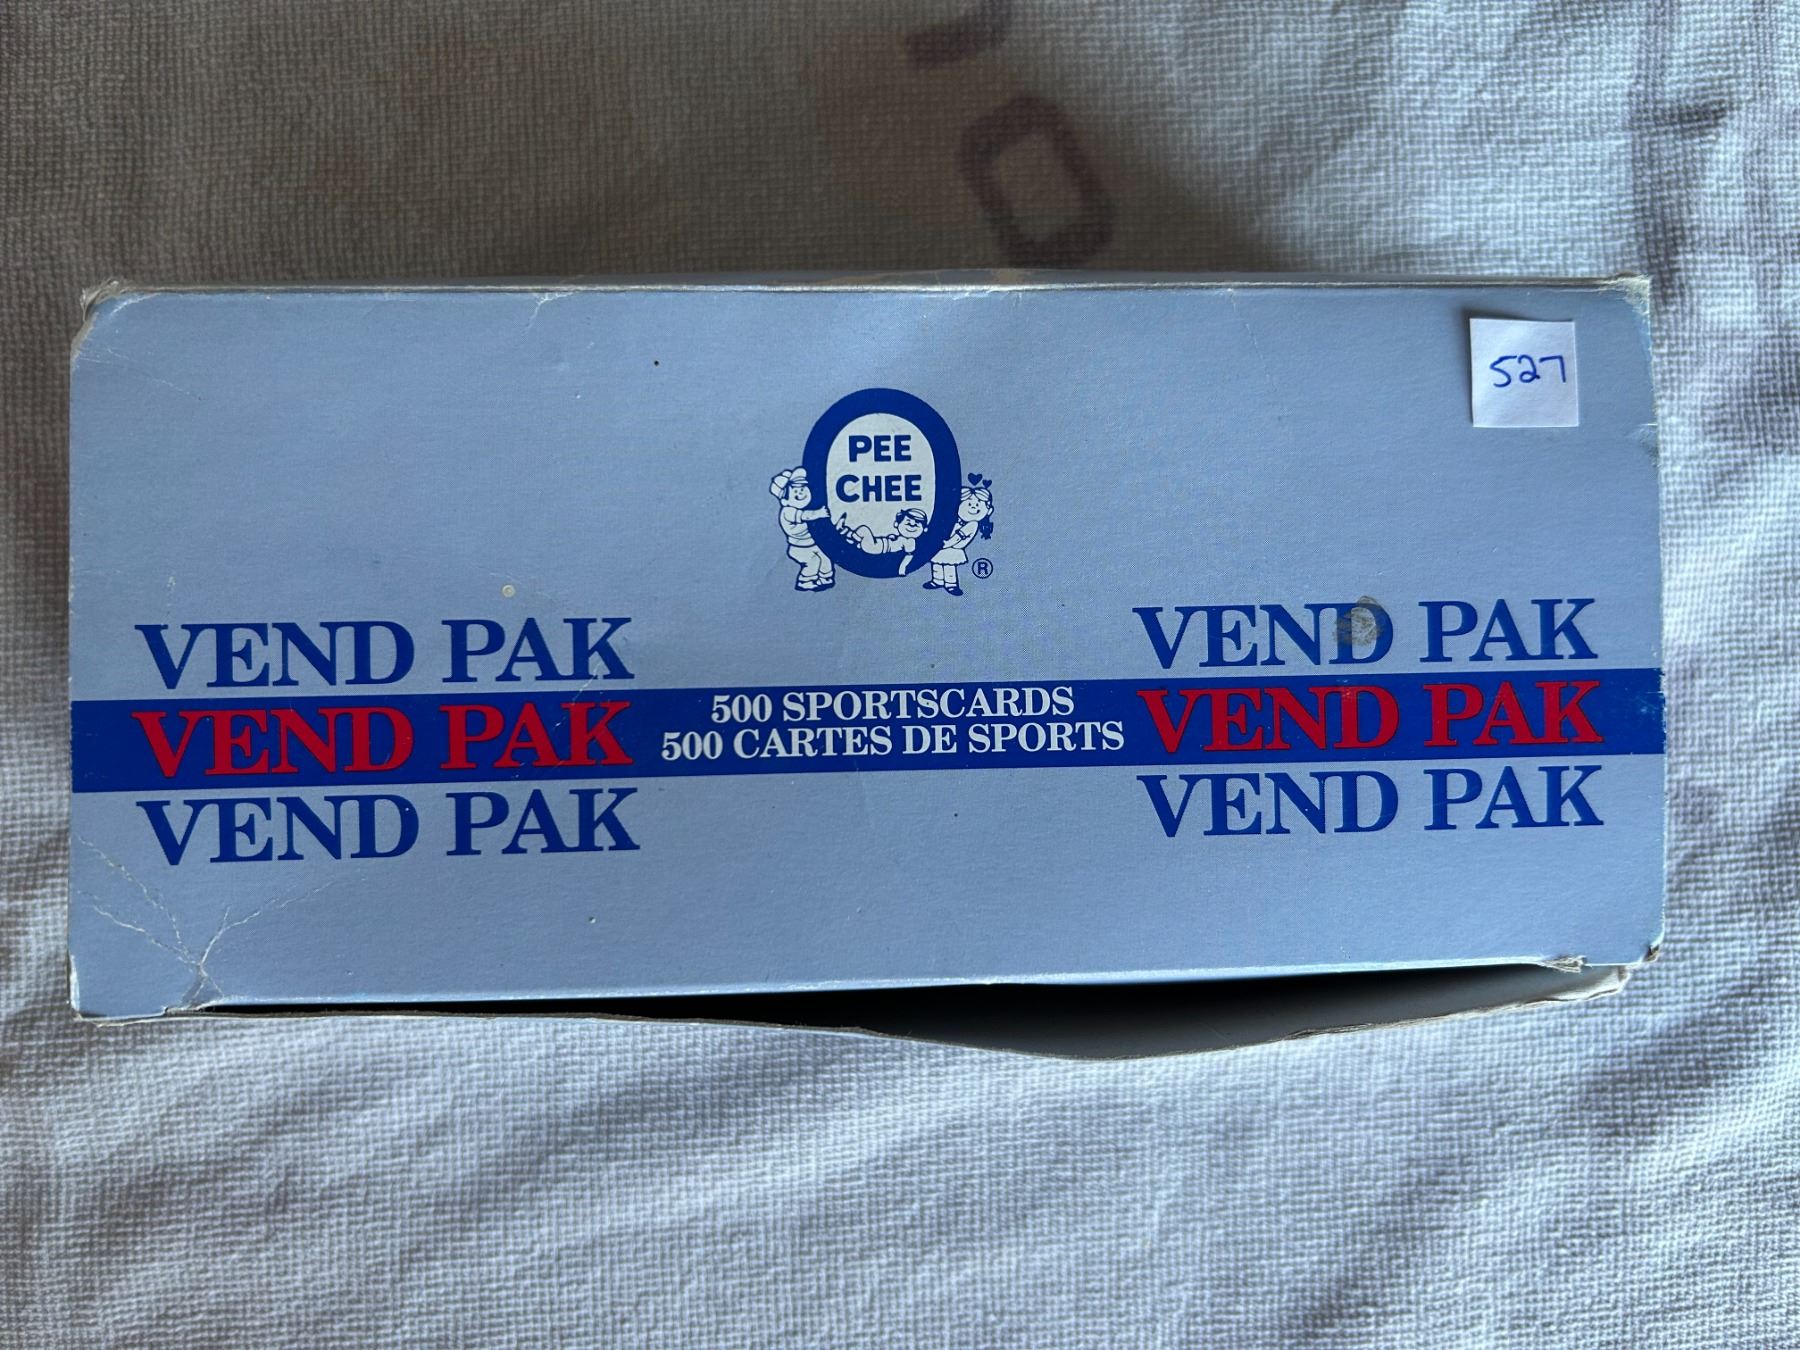 527
O
PEE
CHEE
®
VEND PAK
VEND PAK
VEND PAK
500 SPORTSCARDS
500 CARTES DE SPORTS
VEND PAK
VEND PAK
VEND PAK